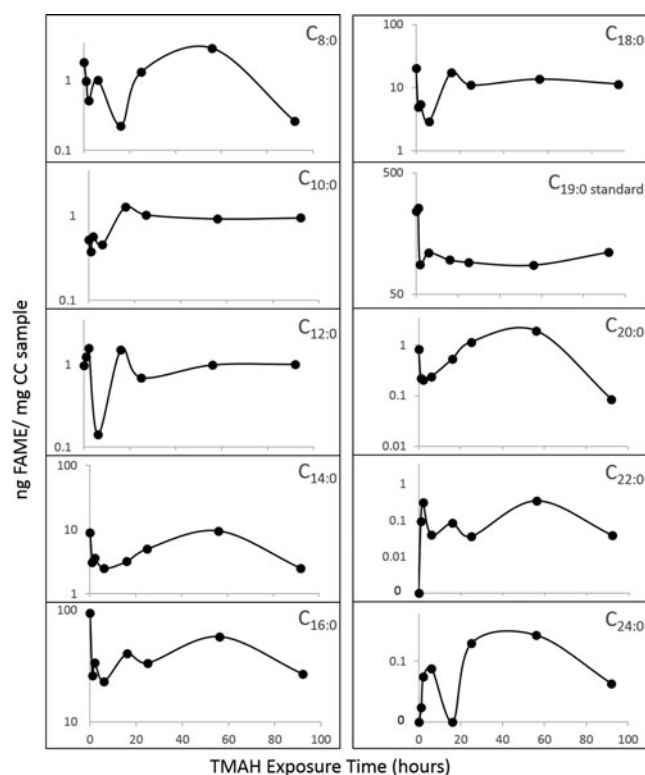 C8:0
1
0.1
C10:0
1
0.1
C12:0
1
0.1
C14:0
100
10
1
C16:0
100
10
0 20 40 60 80 100
C18:0
100
10
1
C19:0 standard
500
50
C20:0
1
0.1
0.01
C22:0
1
0.1
0.01
0
C24:0
0.1
0
0 20 40 60 80 100
ng FAME/ mg CC sample
TMAH Exposure Time (hours)